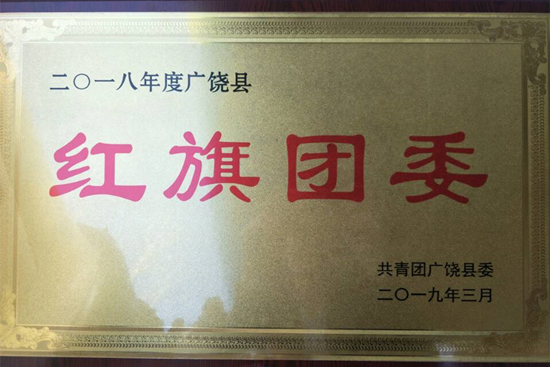 二〇一八年度广饶县
红旗团委
共青团广饶县委
二〇一九年三月